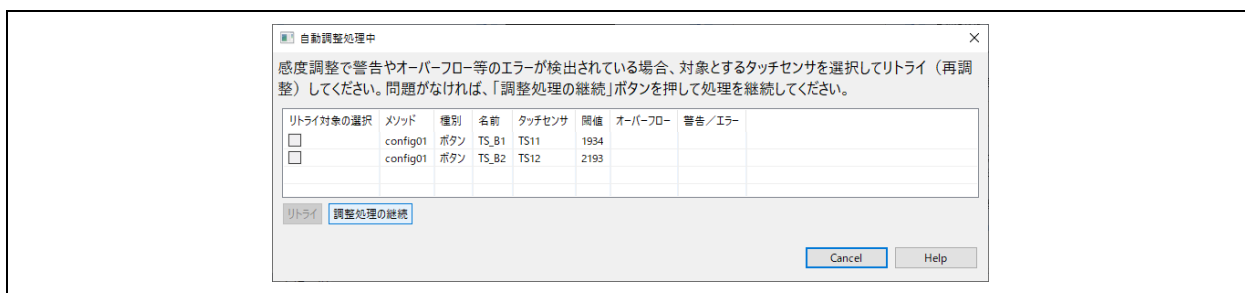 自動調整処理中
感度調整で警告やオーバーフロー等のエラーが検出されている場合、対象とするタッチセンサを選択してリトライ（再調
整）してください。問題がなければ、「調整処理の継続」ボタンを押して処理を継続してください。
リトライ対象の選択 メソッド 種別 名前 タッチセンサ 閾値 オーバーフロー 警告／エラー
config01 ボタン TS_B1 TS11 1934
config01 ボタン TS_B2 TS12 2193
リトライ 調整処理の継続
Cancel Help